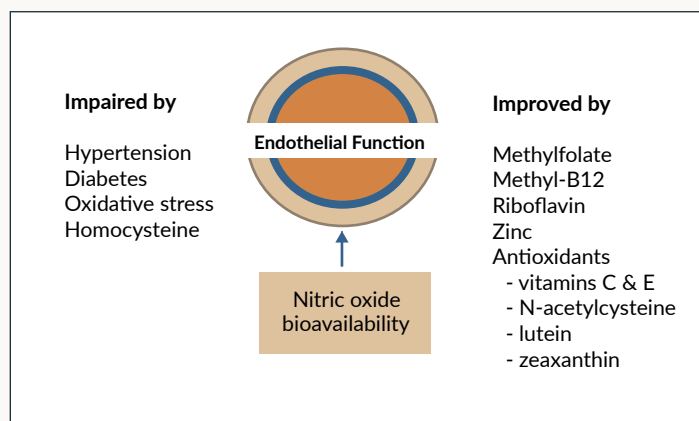 Impaired by
Hypertension
Diabetes
Oxidative stress
Homocysteine
Endothelial Function
Nitric oxide
bioavailability
Improved by
Methylfolate
Methyl-B12
Riboflavin
Zinc
Antioxidants
- vitamins C & E
- N-acetylcysteine
- lutein
- zeaxanthin